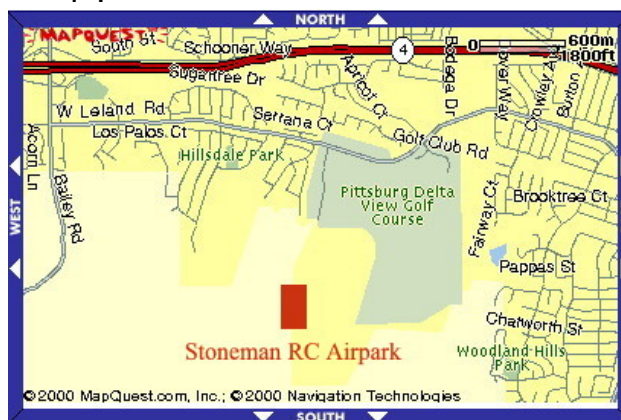 NORTH
MAPQUEST
South St
Schooner Way
4
0
600m
1800ft
Sugartree Dr
Apricot Ct
Bodega Dr
Crowley Av
Burton
W Leland Rd
Serrana Ct
Los Palos Ct
Golf Club Rd
Acorn Ln
Hillsdale Park
Bailey Rd
Pittsburg Delta
View Golf
Course
Fairway Ct
Brooktree Ct
WEST
Pappas St
Stoneman RC Airpark
Chatworth St
Woodland Hills
Park
©2000 MapQuest.com, Inc.; ©2000 Navigation Technologies
SOUTH